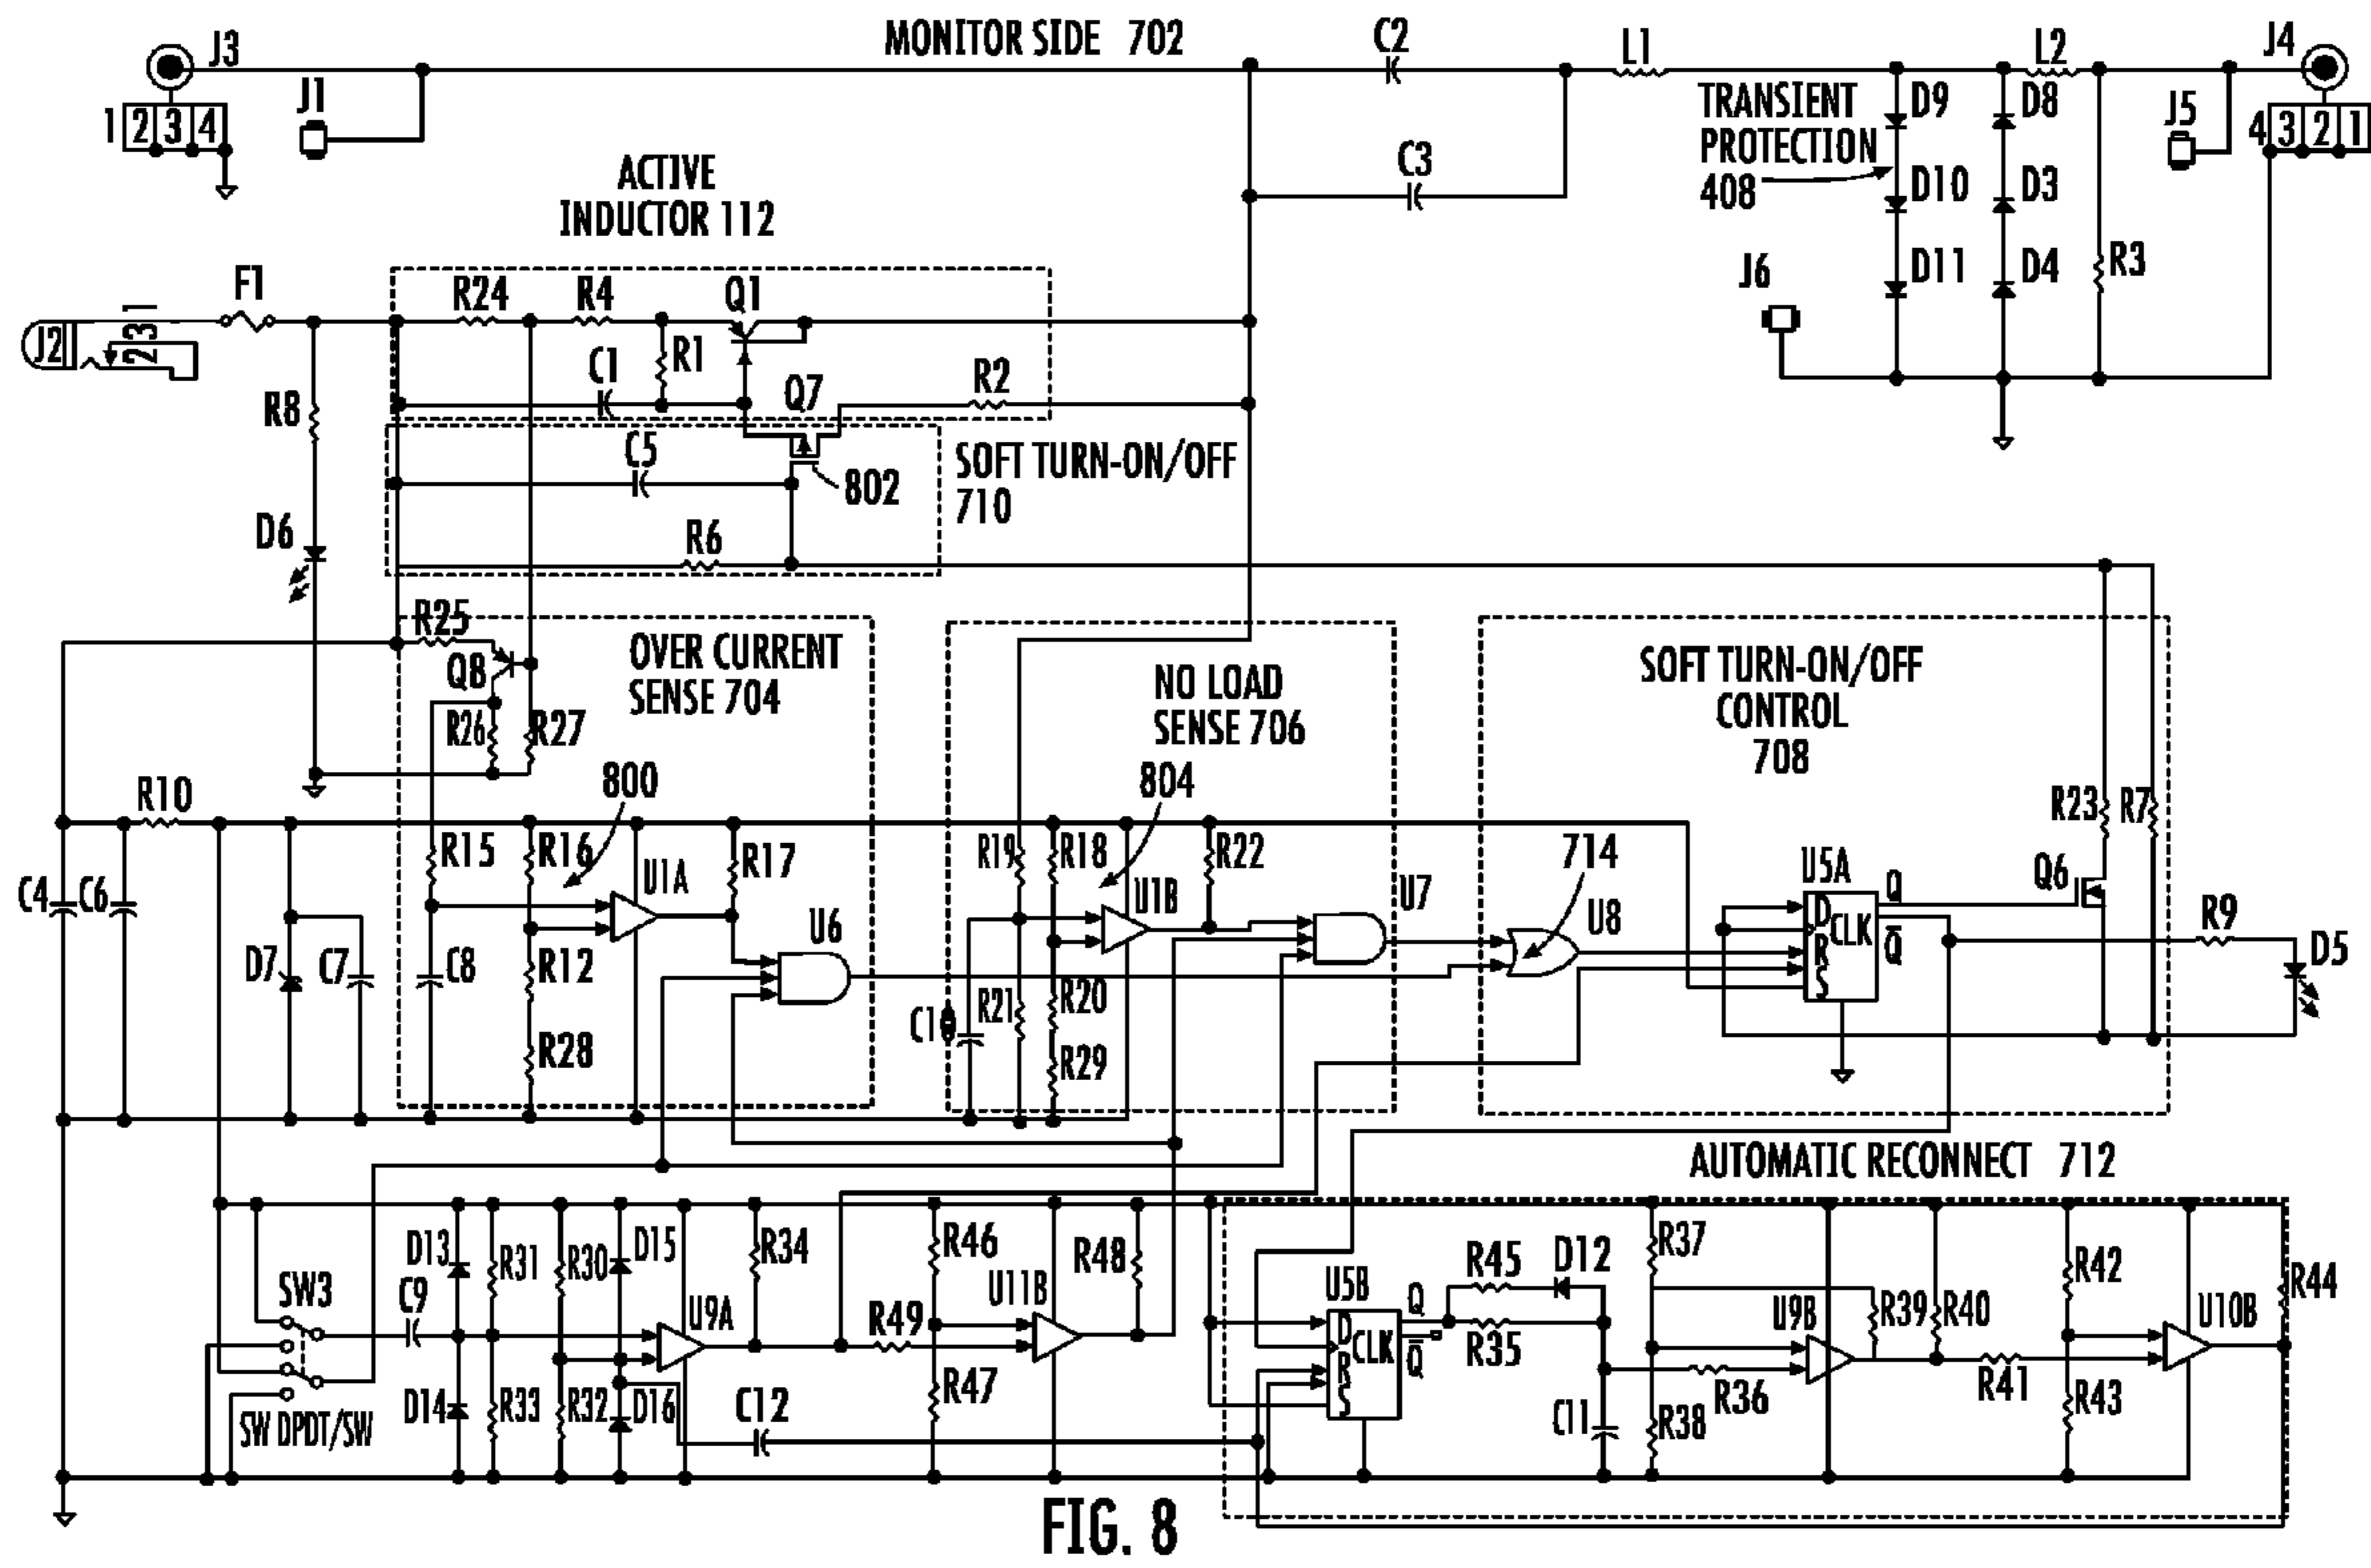 MONITOR SIDE 702
C2
L1
L2
J4
J3
J1
1 2 3 4
TRANSIENT
PROTECTION
408
D9
D8
J5
4 3 2 1
C3
D10
D3
ACTIVE
INDUCTOR 112
D11
D4
R3
J6
F1
R24
R4
Q1
J2
2 3 1
C1
R1
Q7
R2
R8
C5
802
SOFT TURN-ON/OFF
710
D6
R6
R25
Q8
OVER CURRENT
SENSE 704
R26
R27
NO LOAD
SENSE 706
SOFT TURN-ON/OFF
CONTROL
708
R10
800
804
R23
R7
R15
R16
U1A
R17
R19
R18
U1B
R22
U7
714
U8
U5A
Q
Q6
R9
C4
C6
D7
C7
C8
R12
U6
D
CLK
R
Q
S
D5
C10
R21
R20
R28
R29
AUTOMATIC RECONNECT 712
D13
R31
R30
D15
R34
R46
R48
R37
R45
D12
R42
R44
SW3
C9
U9A
R49
U11B
U5B
Q
D
CLK
R
Q
S
R35
U9B
R39
R40
U10B
D14
R33
R32
D16
C12
R47
C11
R36
R38
R41
R43
SW DPDT/SW
FIG. 8